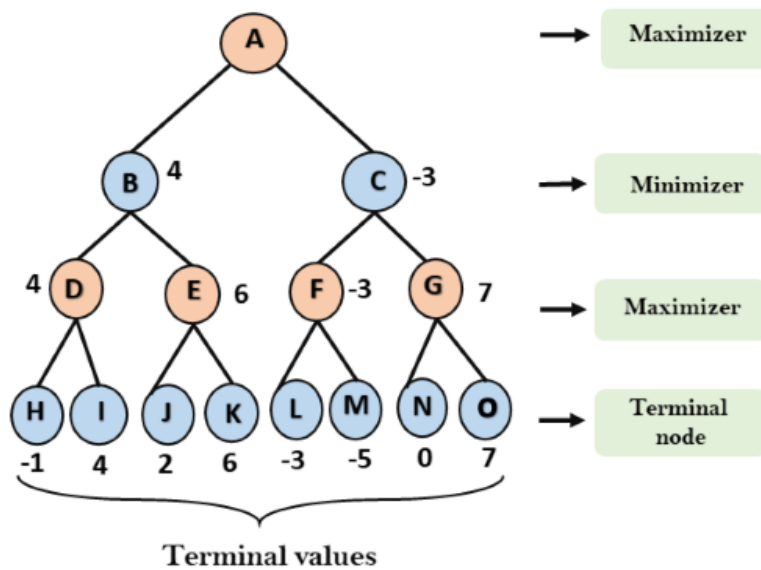 A
Maximizer
B
4
C
-3
Minimizer
4
D
E
6
F
-3
G
7
Maximizer
H
I
J
K
L
M
N
O
Terminal
node
-1
4
2
6
-3
-5
0
7
Terminal values